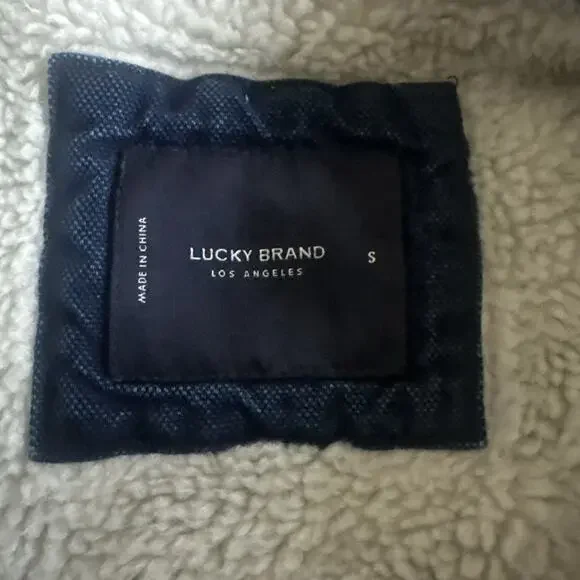 MADE IN CHINA
LUCKY BRAND
LOS ANGELES
S